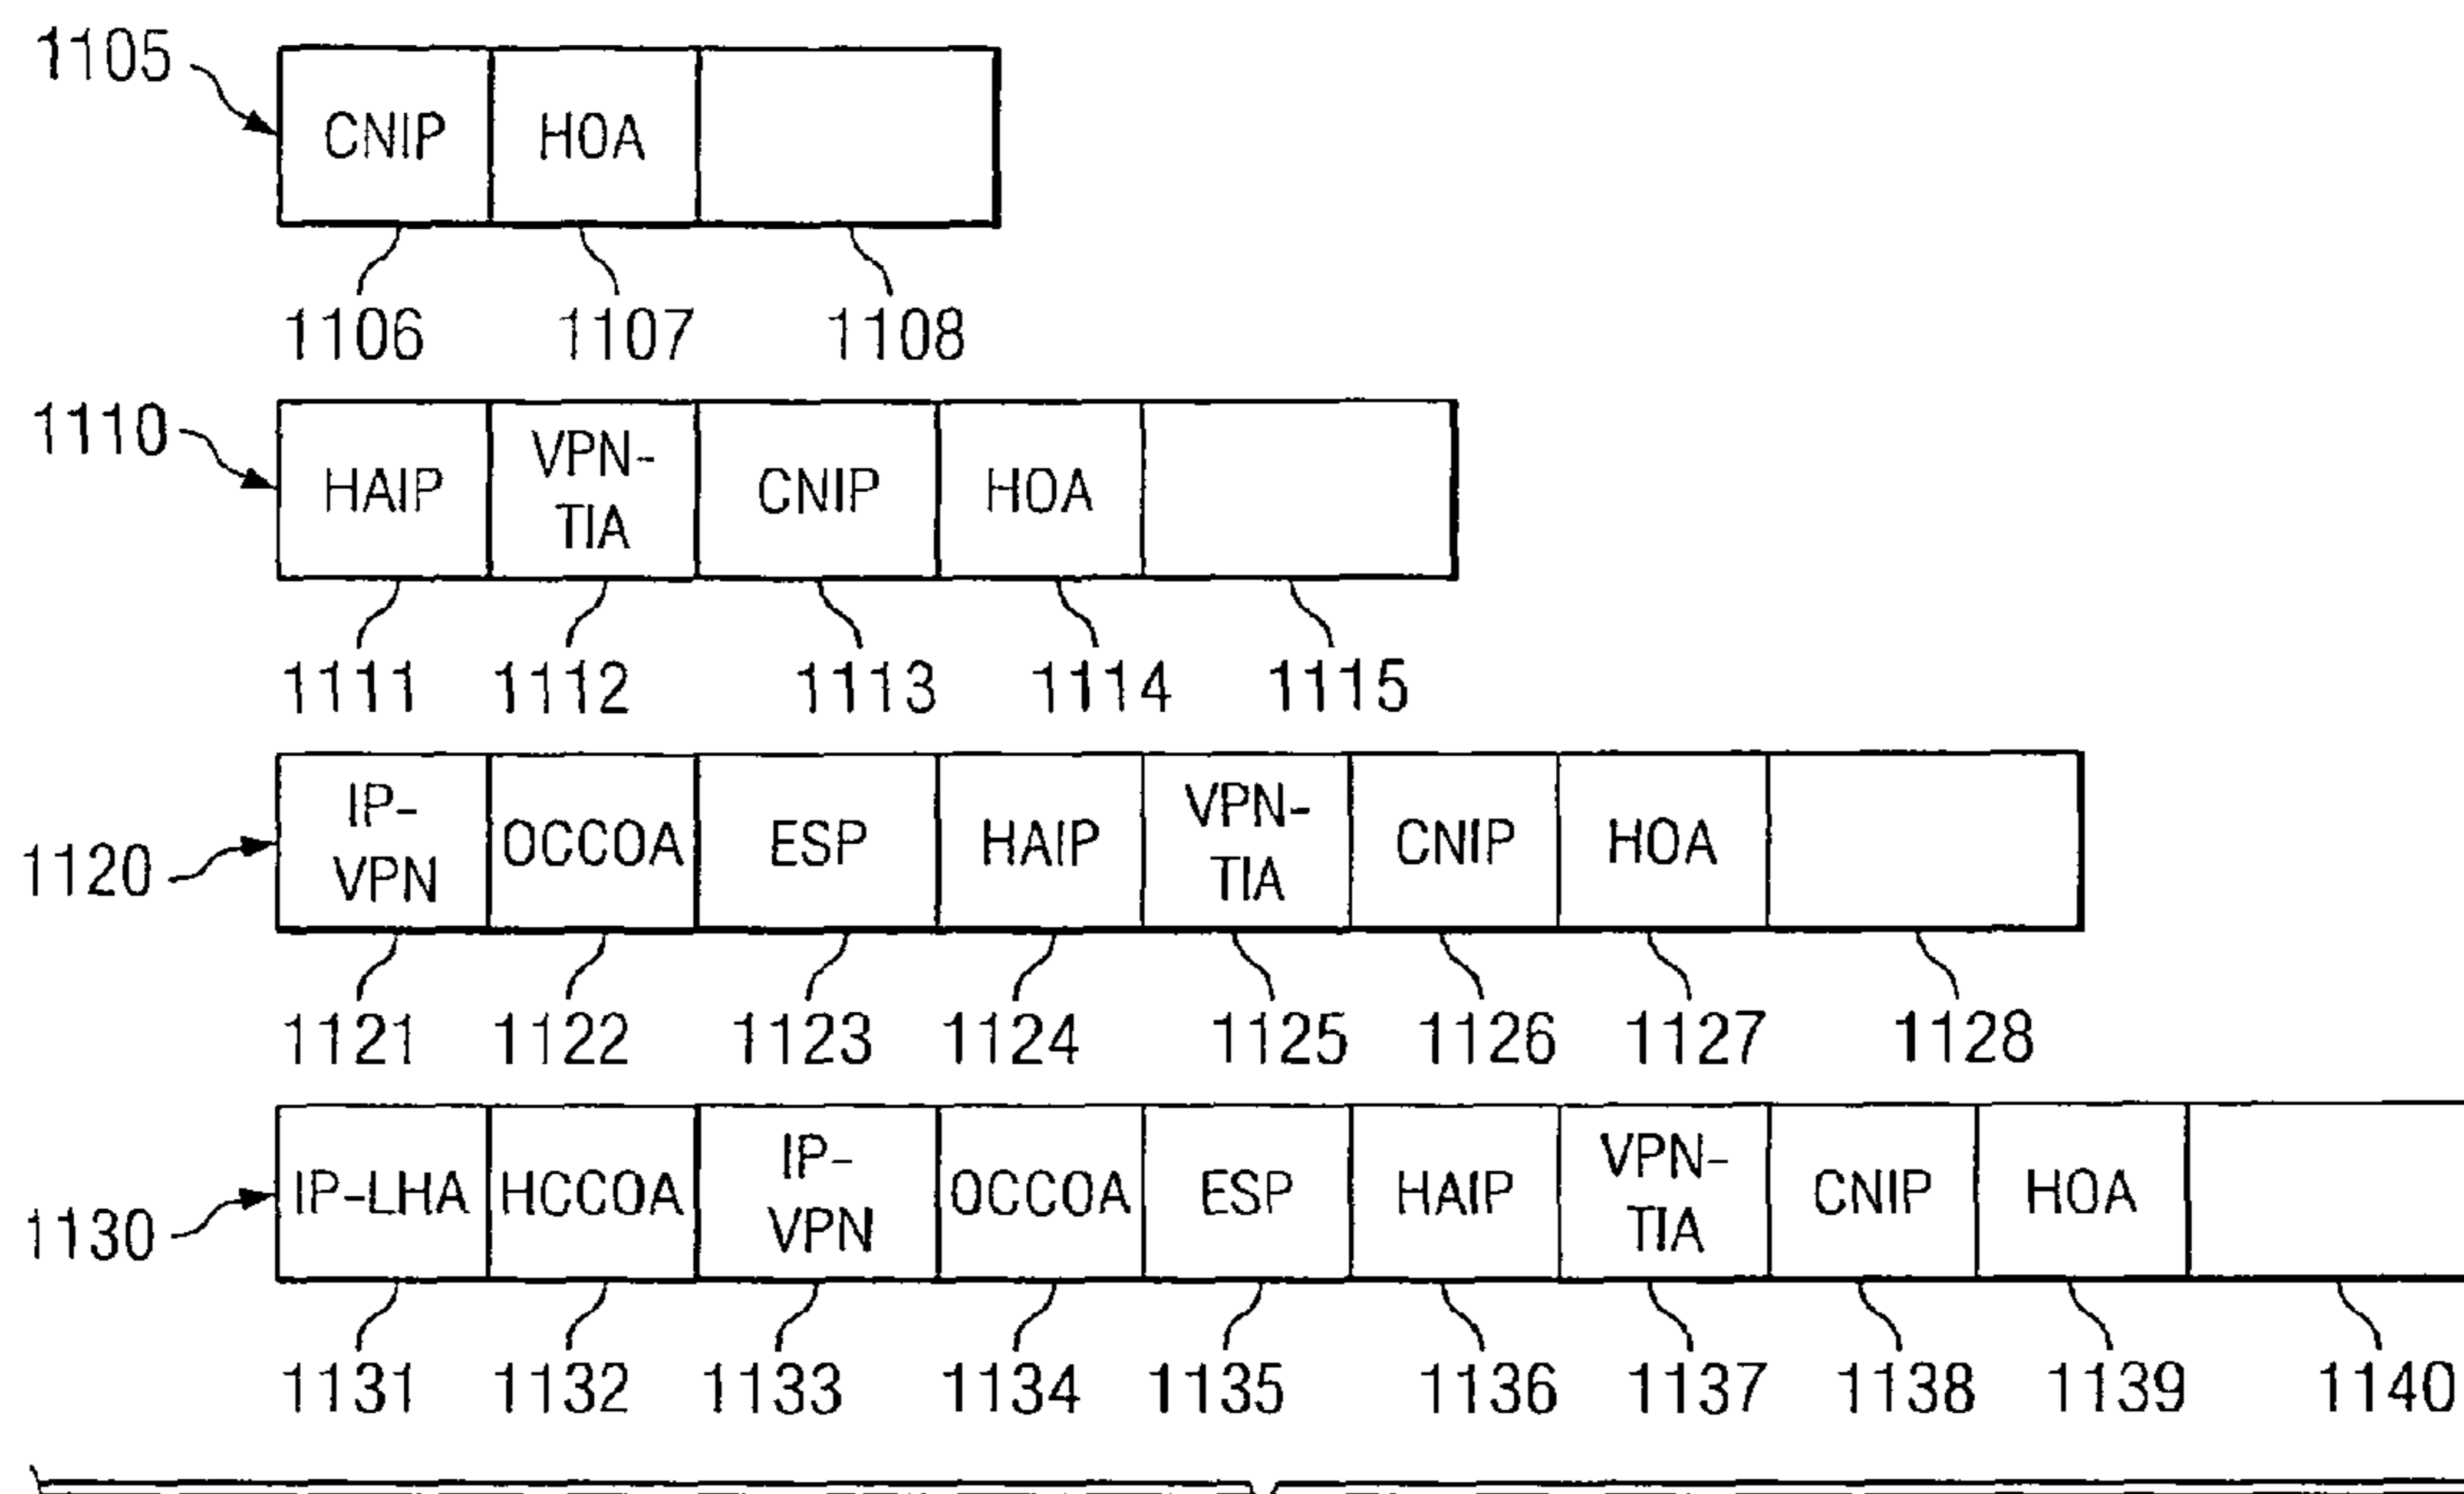 1105
CNIP HOA
1106 1107 1108
1110
HAIP VPN-TIA CNIP HOA
1111 1112 1113 1114 1115
1120
IP-VPN OCCOA ESP HAIP VPN-TIA CNIP HOA
1121 1122 1123 1124 1125 1126 1127 1128
1130
IP-LHA HCCOA IP-VPN OCCOA ESP HAIP VPN-TIA CNIP HOA
1131 1132 1133 1134 1135 1136 1137 1138 1139 1140